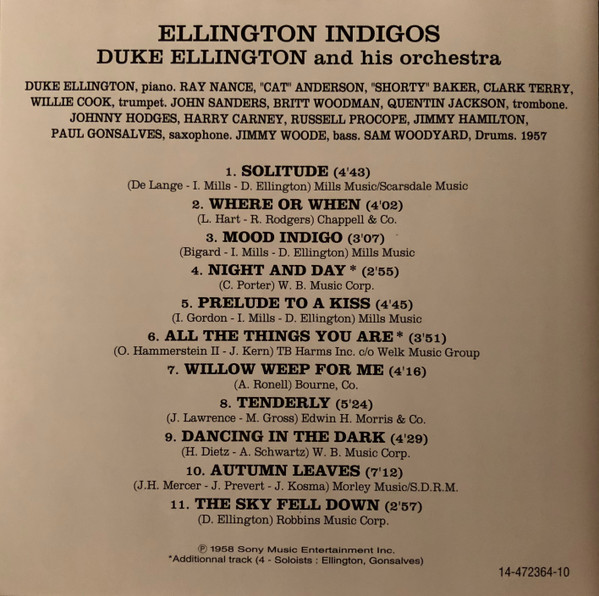 ELLINGTON INDIGOS
DUKE ELLINGTON and his orchestra
DUKE ELLINGTON, piano. RAY NANCE, "CAT" ANDERSON, "SHORTY" BAKER, CLARK TERRY,
WILLIE COOK, trumpet. JOHN SANDERS, BRITT WOODMAN, QUENTIN JACKSON, trombone.
JOHNNY HODGES, HARRY CARNEY, RUSSELL PROCOPE, JIMMY HAMILTON,
PAUL GONSALVES, saxophone. JIMMY WOODE, bass. SAM WOODYARD, Drums. 1957
1. SOLITUDE (4'43)
(De Lange - I. Mills - D. Ellington) Mills Music/Scarsdale Music
2. WHERE OR WHEN (4'02)
(L. Hart - R. Rodgers) Chappell & Co.
3. MOOD INDIGO (3'07)
(Bigard - I. Mills - D. Ellington) Mills Music
4. NIGHT AND DAY * (2'55)
(C. Porter) W. B. Music Corp.
5. PRELUDE TO A KISS (4'45)
(I. Gordon - I. Mills - D. Ellington) Mills Music
6. ALL THE THINGS YOU ARE * (3'51)
(O. Hammerstein II - J. Kern) TB Harms Inc. c/o Welk Music Group
7. WILLOW WEEP FOR ME (4'16)
(A. Ronell) Bourne, Co.
8. TENDERLY (5'24)
(J. Lawrence - M. Gross) Edwin H. Morris & Co.
9. DANCING IN THE DARK (4'29)
(H. Dietz - A. Schwartz) W. B. Music Corp.
10. AUTUMN LEAVES (7'12)
(J.H. Mercer - J. Prevert - J. Kosma) Morley Music/S.D.R.M.
11. THE SKY FELL DOWN (2'57)
(D. Ellington) Robbins Music Corp.
℗ 1958 Sony Music Entertainment Inc.
*Additionnal track (4 - Soloists : Ellington, Gonsalves)
14-472364-10